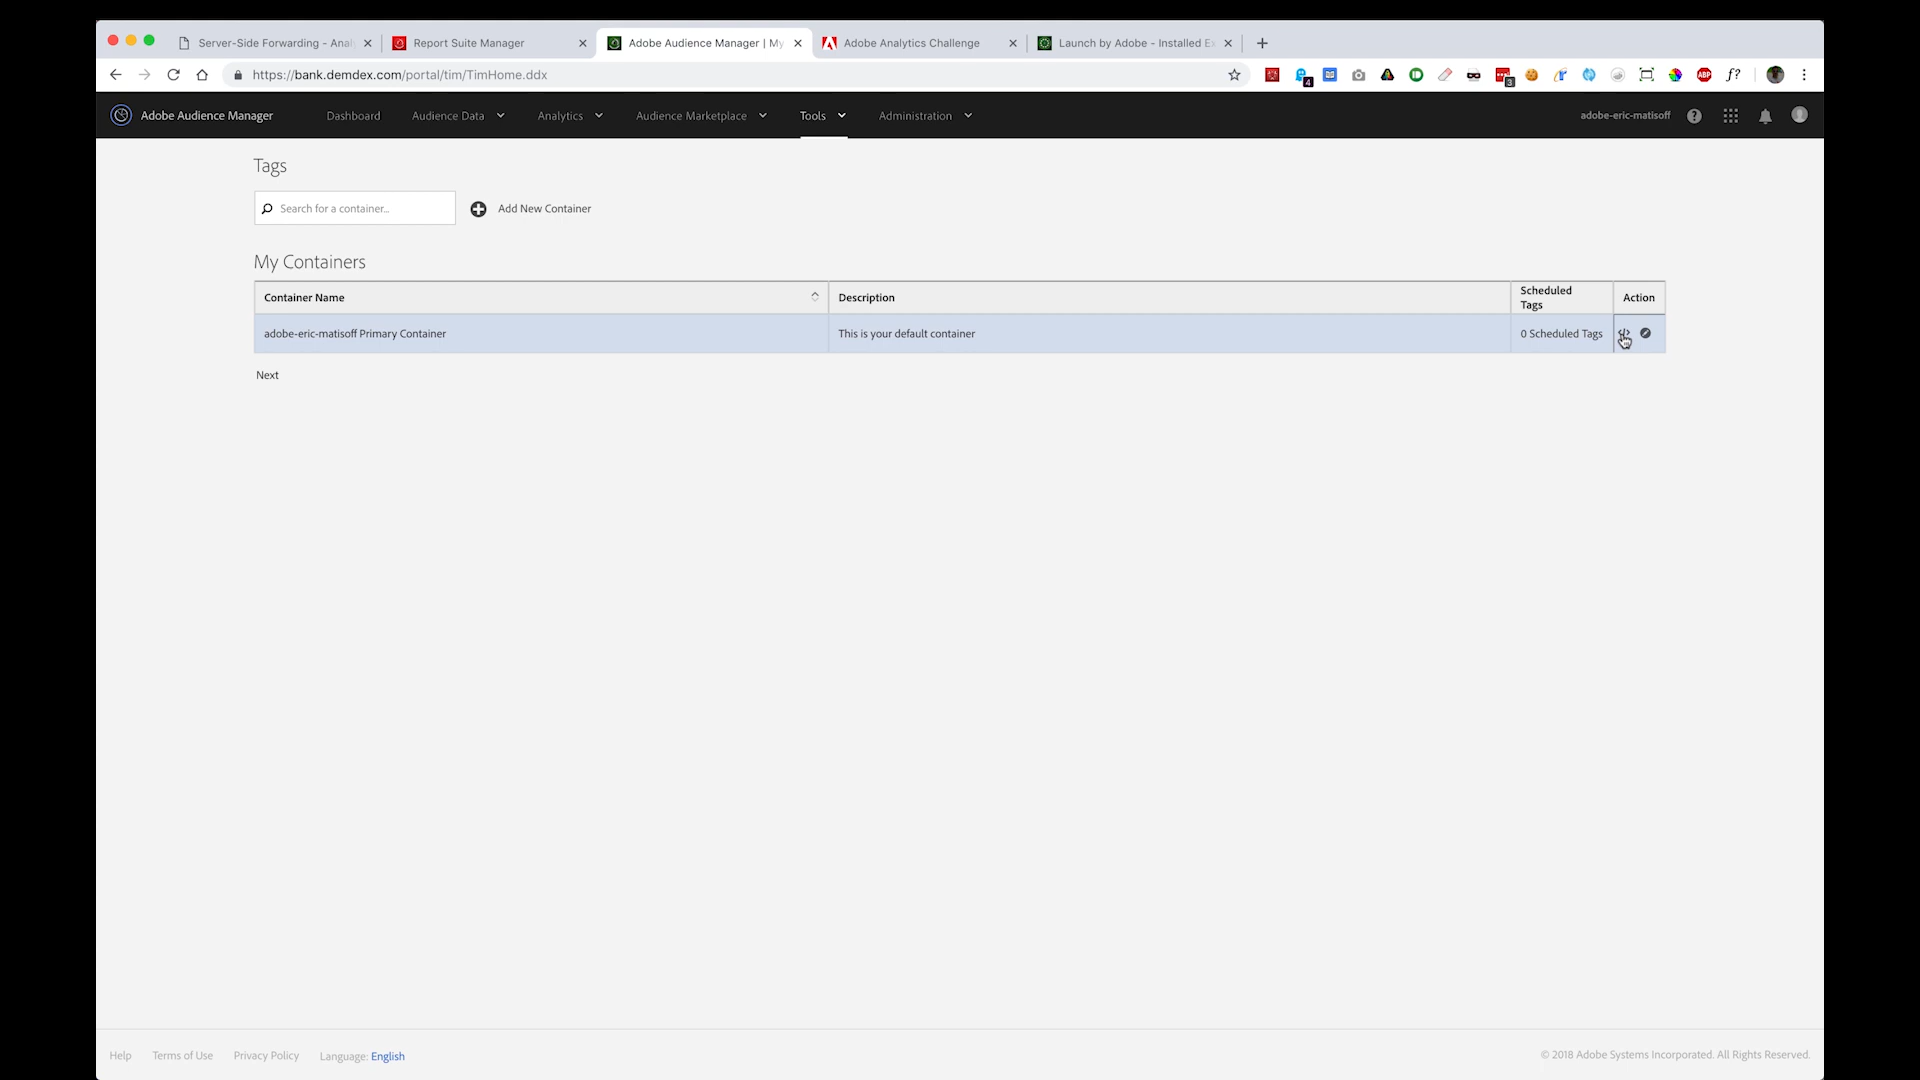 Server-Side Forwarding - Anal
Report Suite Manager
Adobe Audience Manager | My
Adobe Analytics Challenge
Launch by Adobe - Installed Ex
https://bank.demdex.com/portal/tim/TimHome.ddx
4
3
ABP
f?
Adobe Audience Manager
Dashboard
Audience Data
Analytics
Audience Marketplace
Tools
Administration
adobe-eric-matisoff
Tags
Search for a container...
Add New Container
My Containers
Container Name
Description
Scheduled
Tags
Action
adobe-eric-matisoff Primary Container
This is your default container
0 Scheduled Tags
Next
Help
Terms of Use
Privacy Policy
Language: English
© 2018 Adobe Systems Incorporated. All Rights Reserved.